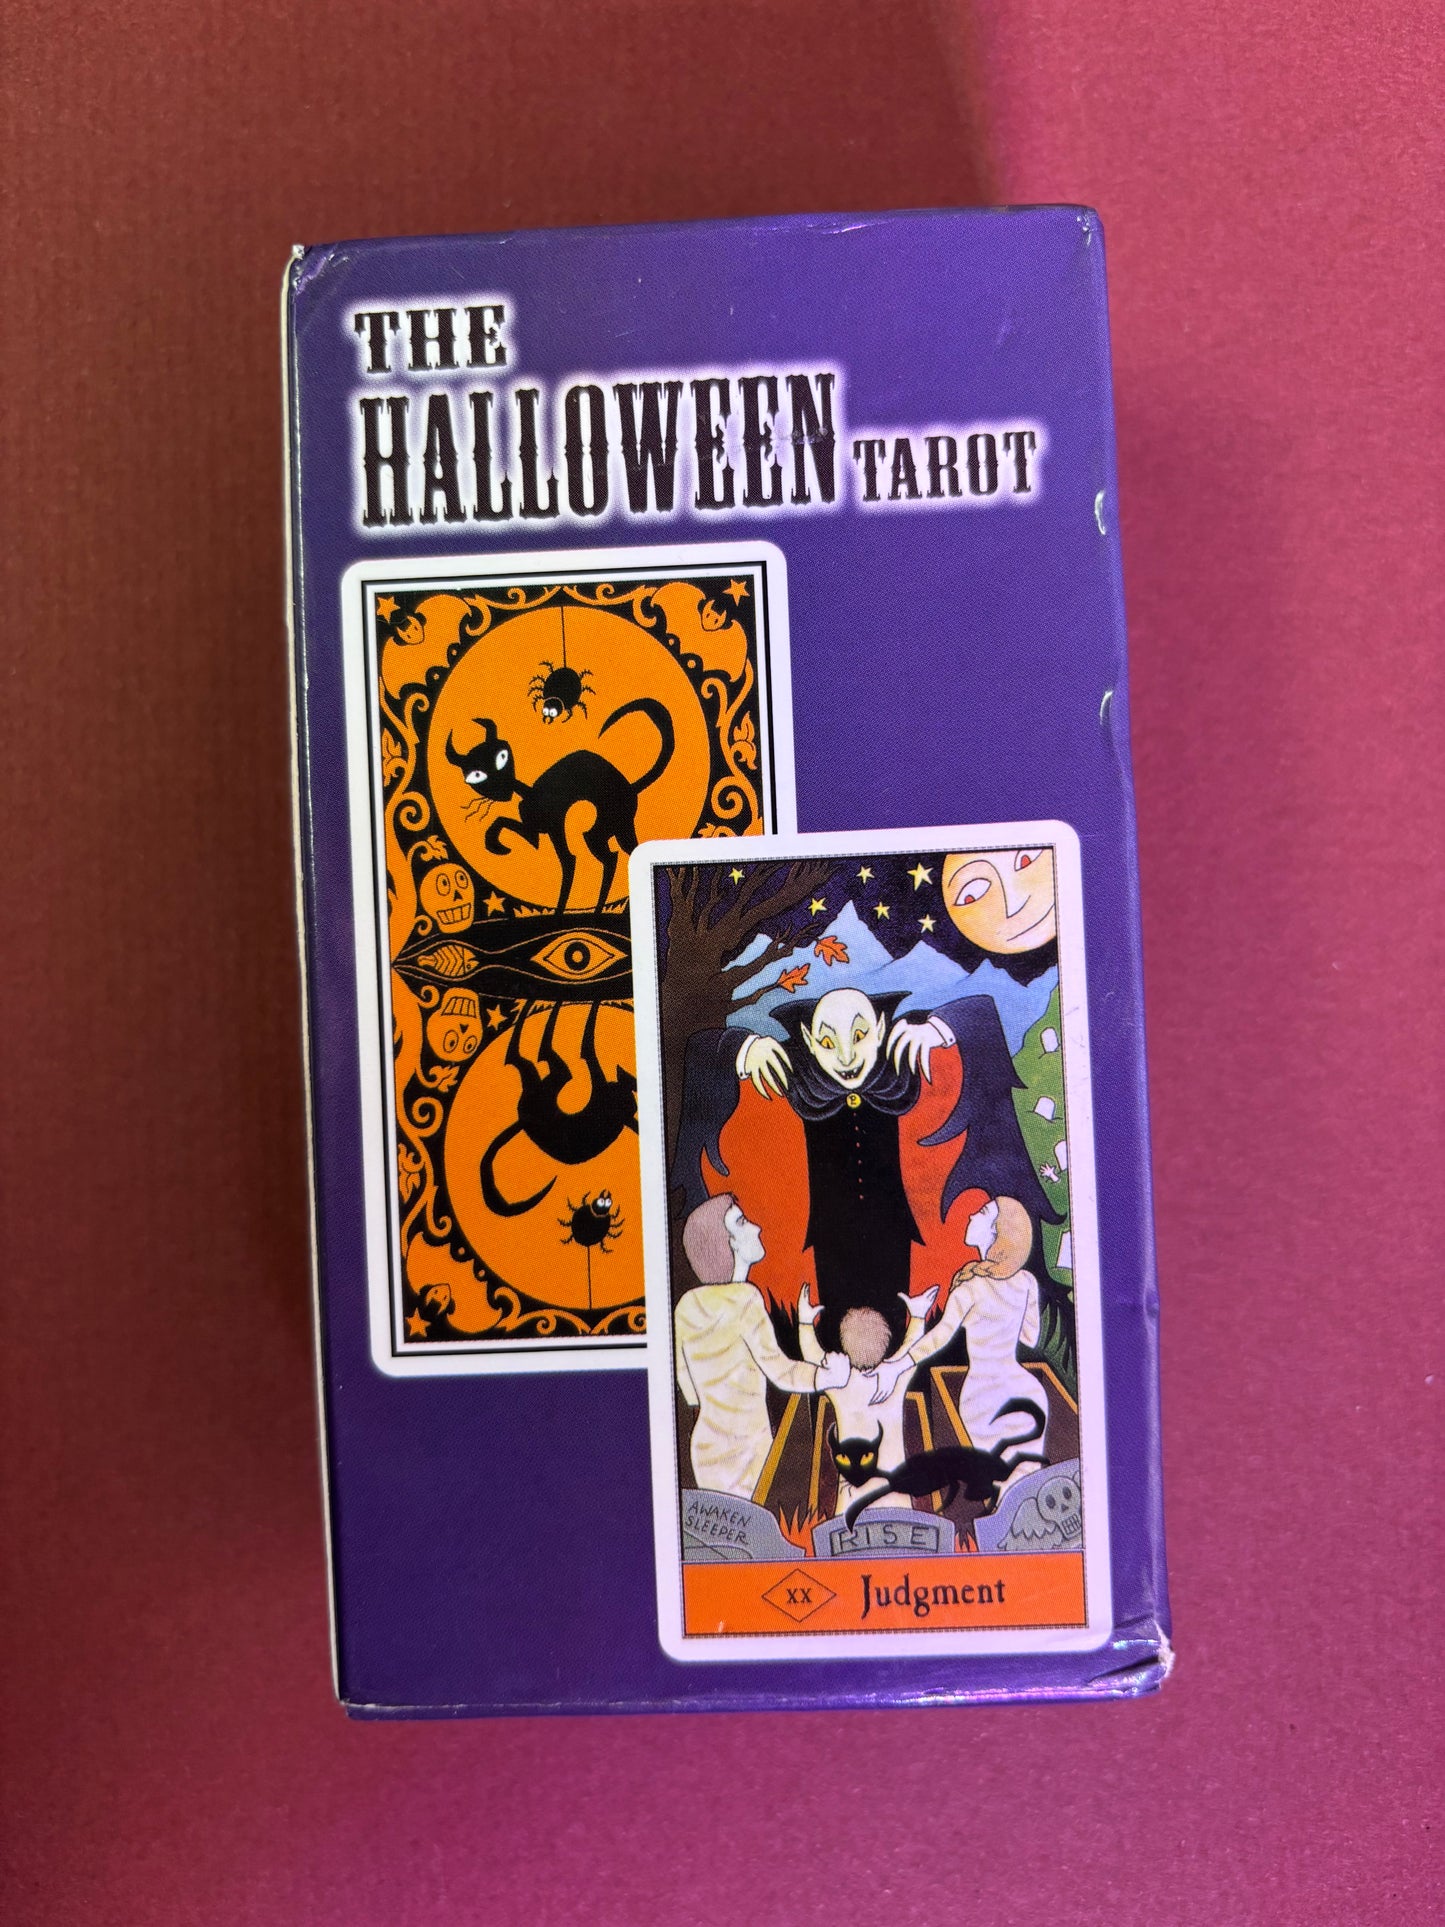 THE
HALLOWEEN TAROT
AWAKEN
SLEEPER
RISE
XX Judgment